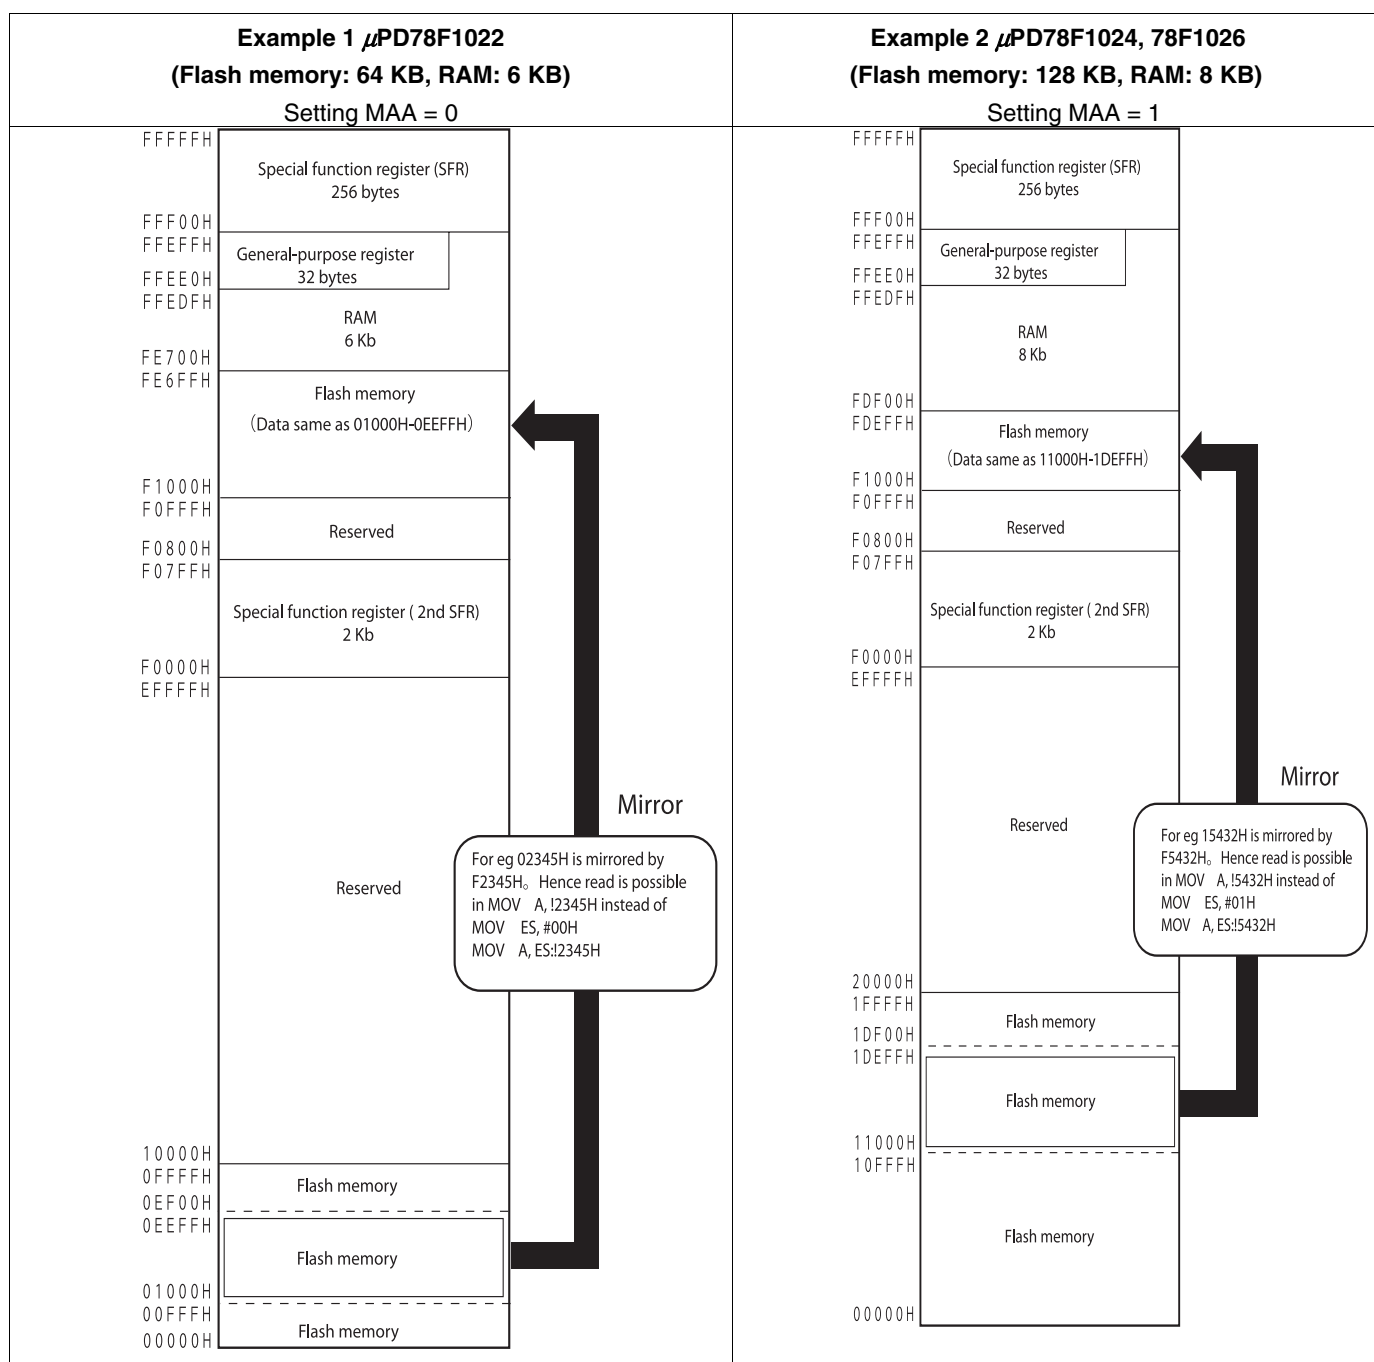 Example 1 μPD78F1022
(Flash memory: 64 KB, RAM: 6 KB)
Setting MAA = 0
FFFFFH
Special function register (SFR)
256 bytes
FFF00H
FFEFFH
General-purpose register
32 bytes
FFEE0H
FFEDFH
RAM
6 Kb
FE700H
FE6FFH
Flash memory
(Data same as 01000H-0EEFFH)
F1000H
F0FFFH
Reserved
F0800H
F07FFH
Special function register ( 2nd SFR)
2 Kb
F0000H
EFFFFH
Mirror
For eg 02345H is mirrored by
F2345H。Hence read is possible
in MOV A, !2345H instead of
MOV ES, #00H
MOV A, ES:!2345H
Reserved
10000H
0FFFFH
Flash memory
0EF00H
0EEFFH
Flash memory
01000H
00FFFH
Flash memory
00000H
Example 2 μPD78F1024, 78F1026
(Flash memory: 128 KB, RAM: 8 KB)
Setting MAA = 1
FFFFFH
Special function register (SFR)
256 bytes
FFF00H
FFEFFH
General-purpose register
32 bytes
FFEE0H
FFEDFH
RAM
8 Kb
FDF00H
FDEFFH
Flash memory
(Data same as 11000H-1DEFFH)
F1000H
F0FFFH
Reserved
F0800H
F07FFH
Special function register ( 2nd SFR)
2 Kb
F0000H
EFFFFH
Mirror
Reserved
For eg 15432H is mirrored by
F5432H。Hence read is possible
in MOV A, !5432H instead of
MOV ES, #01H
MOV A, ES:!5432H
20000H
1FFFFH
Flash memory
1DF00H
1DEFFH
Flash memory
11000H
10FFFH
Flash memory
00000H